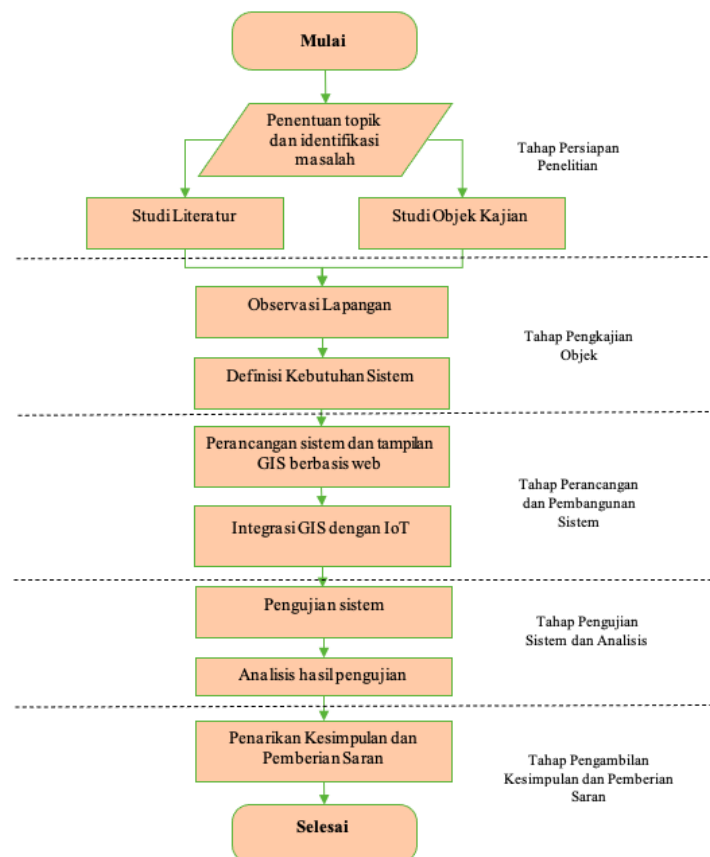 Mulai
Penentuan topik
dan identifikasi
masalah
Tahap Persiapan
Penelitian
Studi Literatur
Studi Objek Kajian
Observasi Lapangan
Tahap Pengkajian
Objek
Definisi Kebutuhan Sistem
Perancangan sistem dan tampilan
GIS berbasis web
Tahap Perancangan
dan Pembangunan
Sistem
Integrasi GIS dengan IoT
Pengujian sistem
Tahap Pengujian
Sistem dan Analisis
Analisis hasil pengujian
Penarikan Kesimpulan dan
Pemberian Saran
Tahap Pengambilan
Kesimpulan dan Pemberian
Saran
Selesai